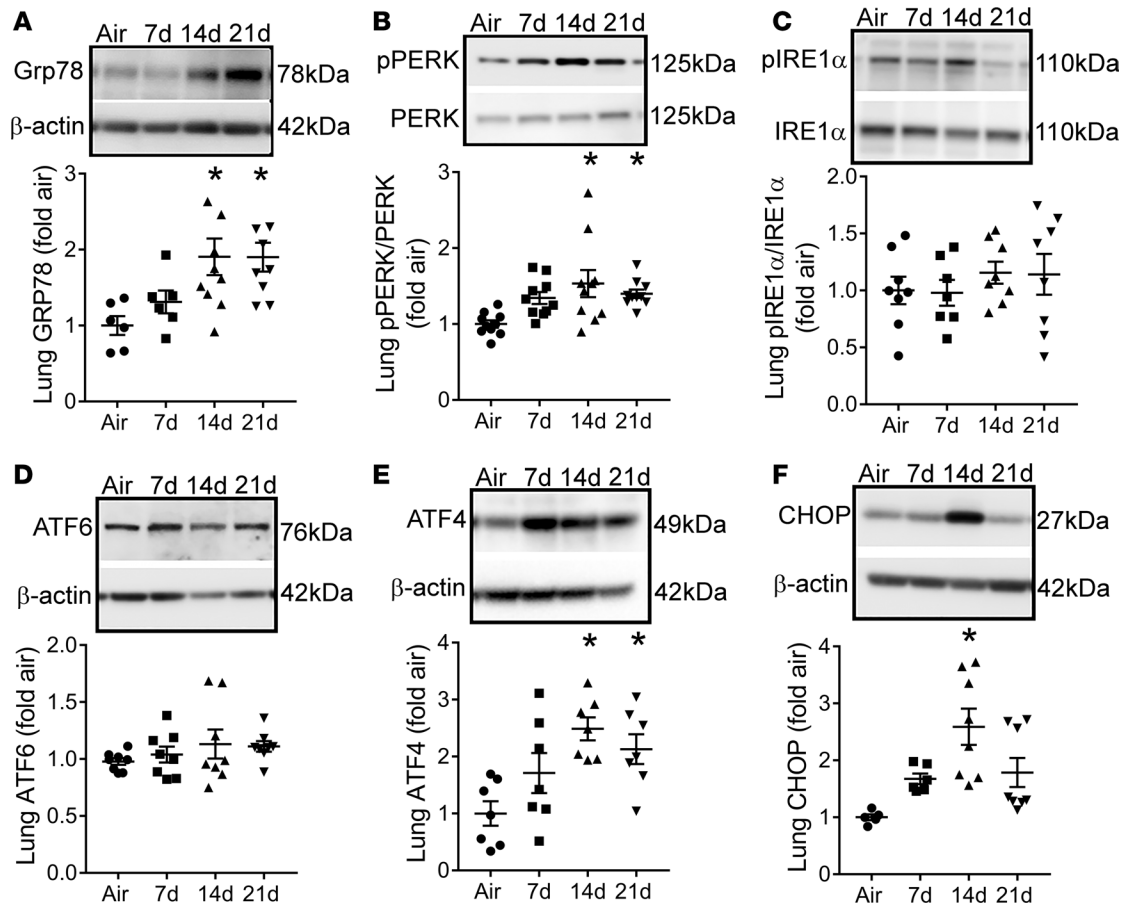 A
Air 7d 14d 21d
Grp78 78kDa
β-actin 42kDa
* *
Lung GRP78 (fold air)
3
2
1
0
Air 7d 14d 21d
B
Air 7d 14d 21d
pPERK 125kDa
PERK 125kDa
* *
Lung pPERK/PERK
(fold air)
3
2
1
0
Air 7d 14d 21d
C
Air 7d 14d 21d
pIRE1α 110kDa
IRE1α 110kDa
Lung pIRE1α/IRE1α
(fold air)
2.0
1.5
1.0
0.5
0.0
Air 7d 14d 21d
D
Air 7d 14d 21d
ATF6 76kDa
β-actin 42kDa
Lung ATF6 (fold air)
2.0
1.5
1.0
0.5
0.0
Air 7d 14d 21d
E
Air 7d 14d 21d
ATF4 49kDa
β-actin 42kDa
* *
Lung ATF4 (fold air)
4
3
2
1
0
Air 7d 14d 21d
F
Air 7d 14d 21d
CHOP 27kDa
β-actin 42kDa
*
Lung CHOP (fold air)
4
3
2
1
0
Air 7d 14d 21d